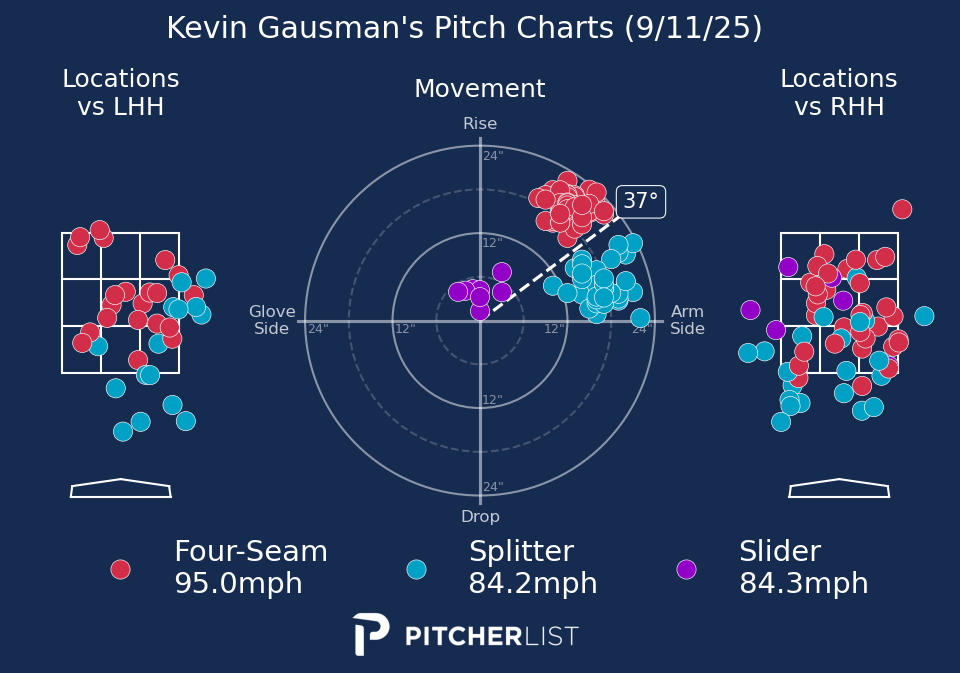 Kevin Gausman's Pitch Charts (9/11/25)
Locations
vs LHH
Movement
Locations
vs RHH
Rise
24"
37°
12"
Glove
Side
24"
12"
12"
24"
Arm
Side
12"
24"
Drop
Four-Seam
95.0mph
Splitter
84.2mph
Slider
84.3mph
PITCHERLIST